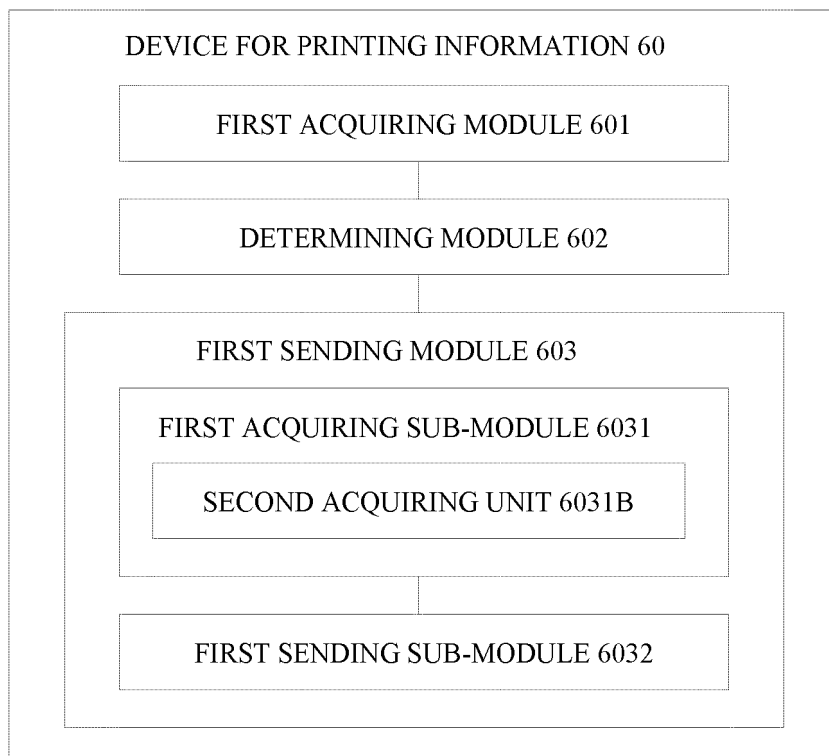 DEVICE FOR PRINTING INFORMATION 60
FIRST ACQUIRING MODULE 601
DETERMINING MODULE 602
FIRST SENDING MODULE 603
FIRST ACQUIRING SUB-MODULE 6031
SECOND ACQUIRING UNIT 6031B
FIRST SENDING SUB-MODULE 6032